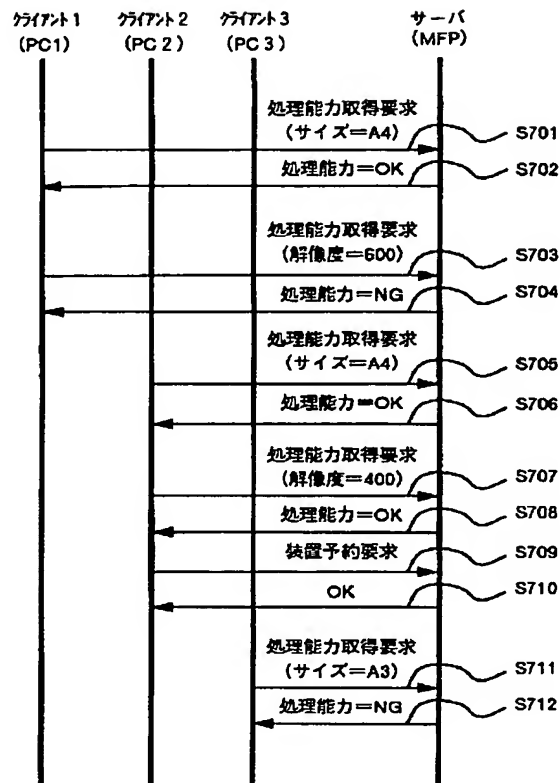 クライアント1 クライアント2 クライアント3 サーバ
(PC1) (PC2) (PC3) (MFP)
処理能力取得要求
(サイズ=A4) S701
処理能力=OK S702
処理能力取得要求
(解像度=600) S703
処理能力=NG S704
処理能力取得要求
(サイズ=A4) S705
処理能力=OK S706
処理能力取得要求
(解像度=400) S707
処理能力=OK S708
装置予約要求 S709
OK S710
処理能力取得要求
(サイズ=A3) S711
処理能力=NG S712